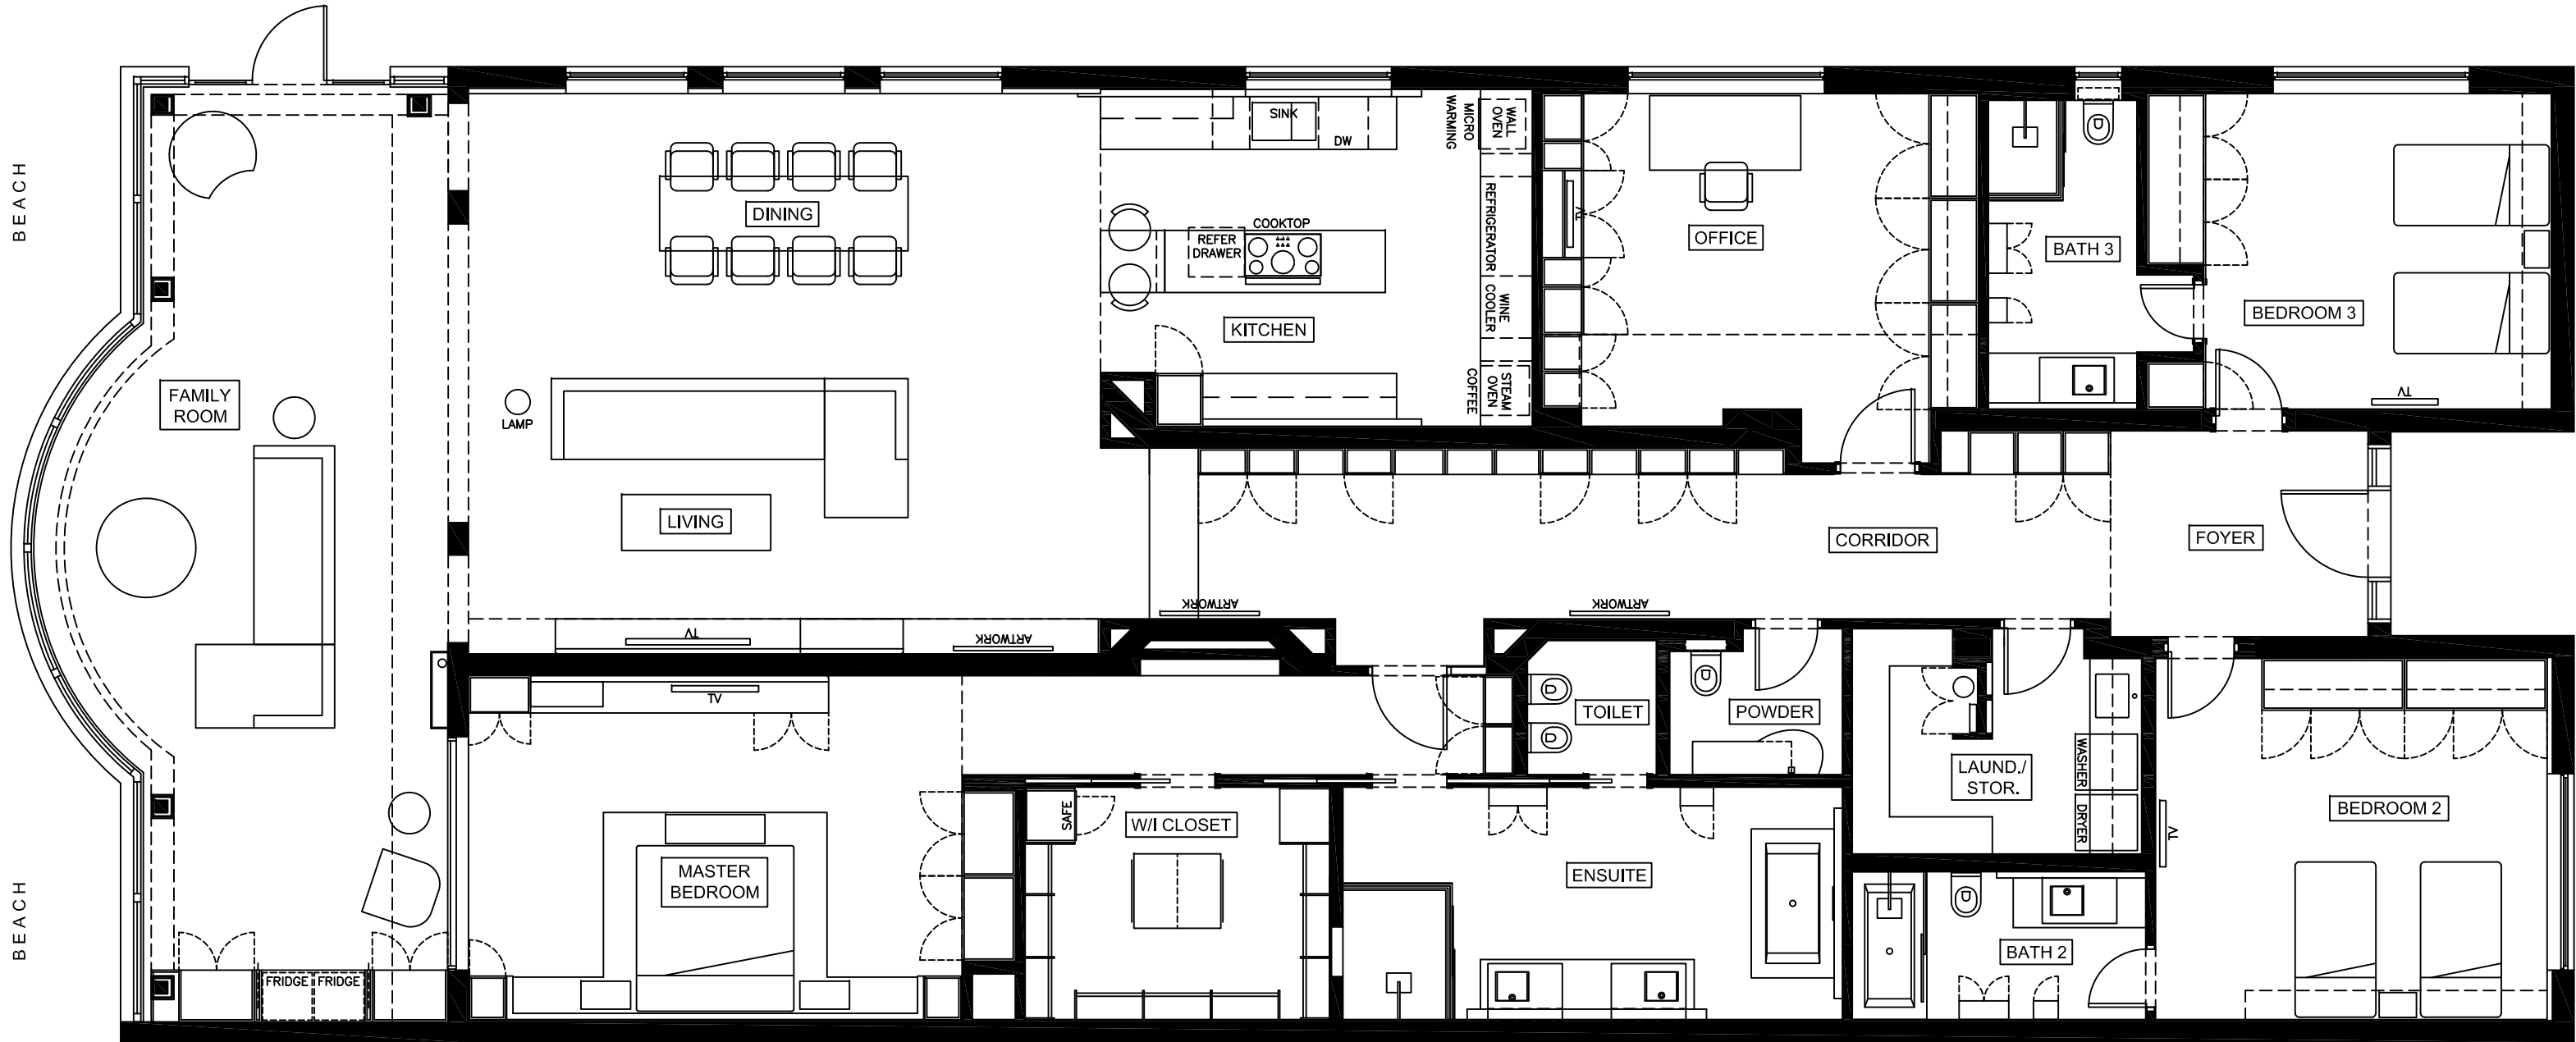 BEACH
BEACH
FAMILY
ROOM
FRIDGE
FRIDGE
DINING
LAMP
LIVING
TV
ARTWORK
SINK
DW
MICRO
WARMING
WALL
OVEN
COOKTOP
REFER
DRAWER
REFRIGERATOR
WINE
COOLER
KITCHEN
STEAM
OVEN
COFFEE
TV
OFFICE
BATH 3
BEDROOM 3
TV
CORRIDOR
FOYER
ARTWORK
ARTWORK
TV
MASTER
BEDROOM
SAFE
W/I CLOSET
TOILET
POWDER
ENSUITE
LAUND./
STOR.
WASHER
DRYER
BATH 2
TV
BEDROOM 2